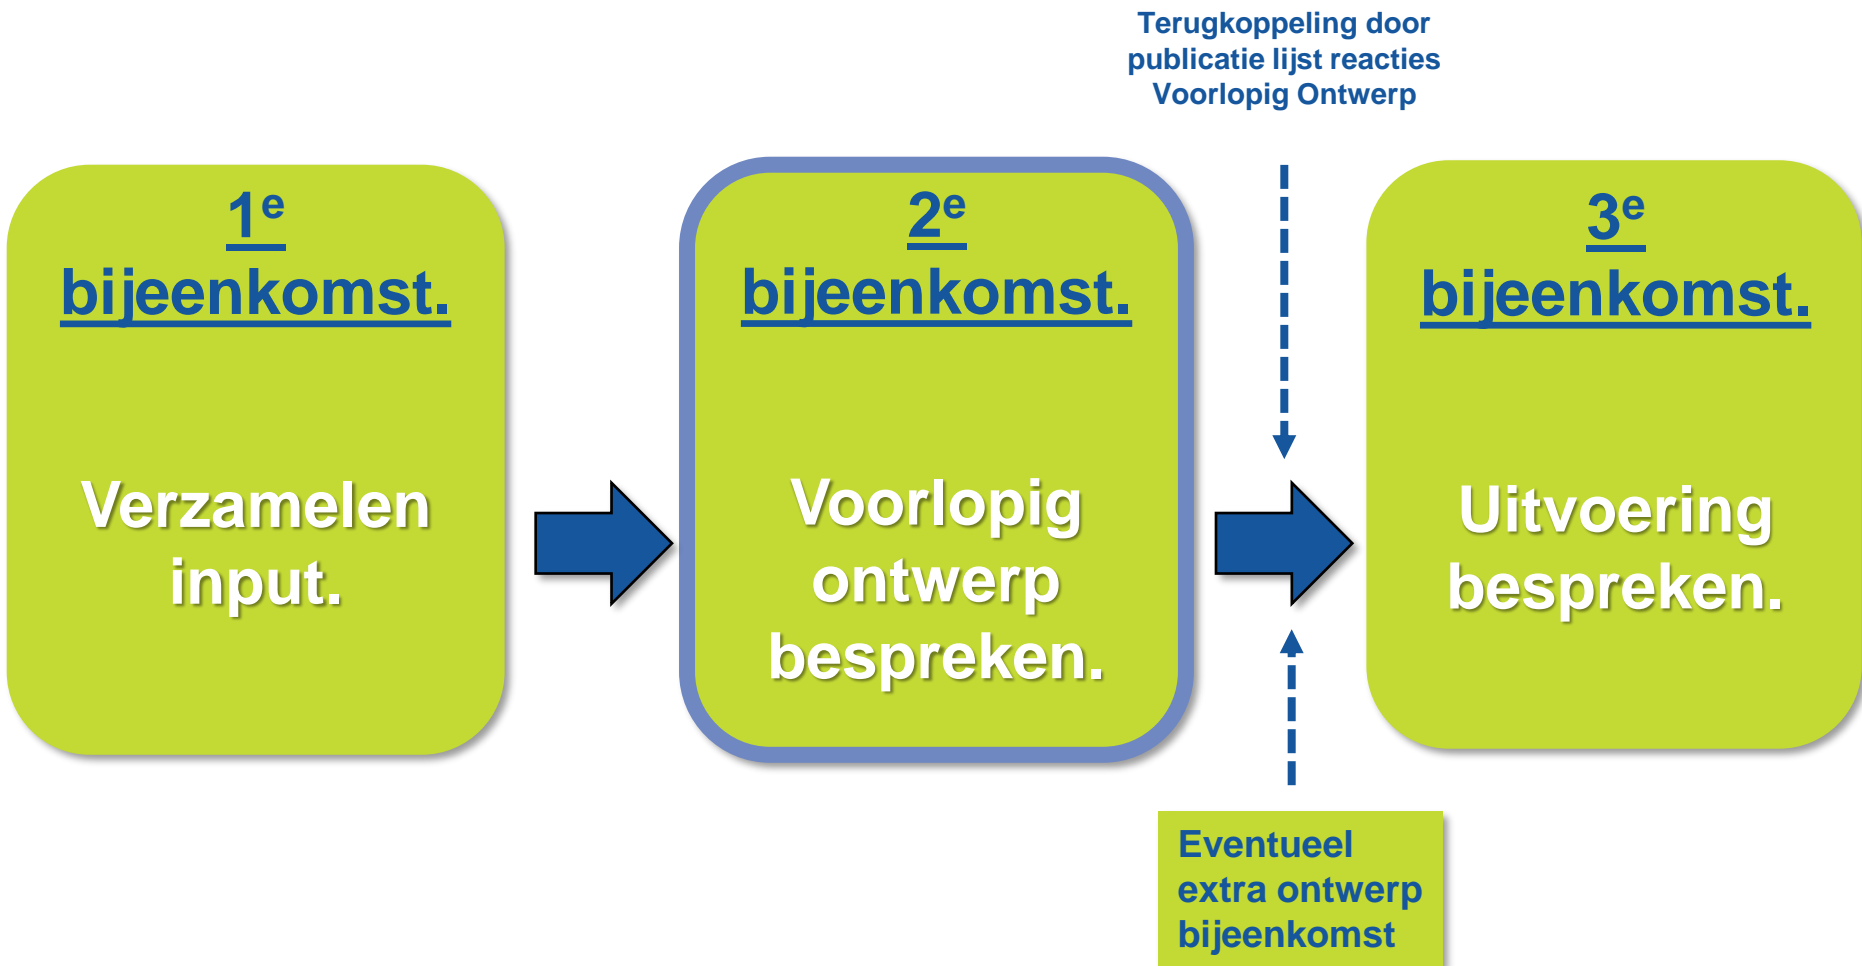 Terugkoppeling door
publicatie lijst reacties
Voorlopig Ontwerp
1e
bijeenkomst.
Verzamelen
input.
2e
bijeenkomst.
Voorlopig
ontwerp
bespreken.
3e
bijeenkomst.
Uitvoering
bespreken.
Eventueel
extra ontwerp
bijeenkomst